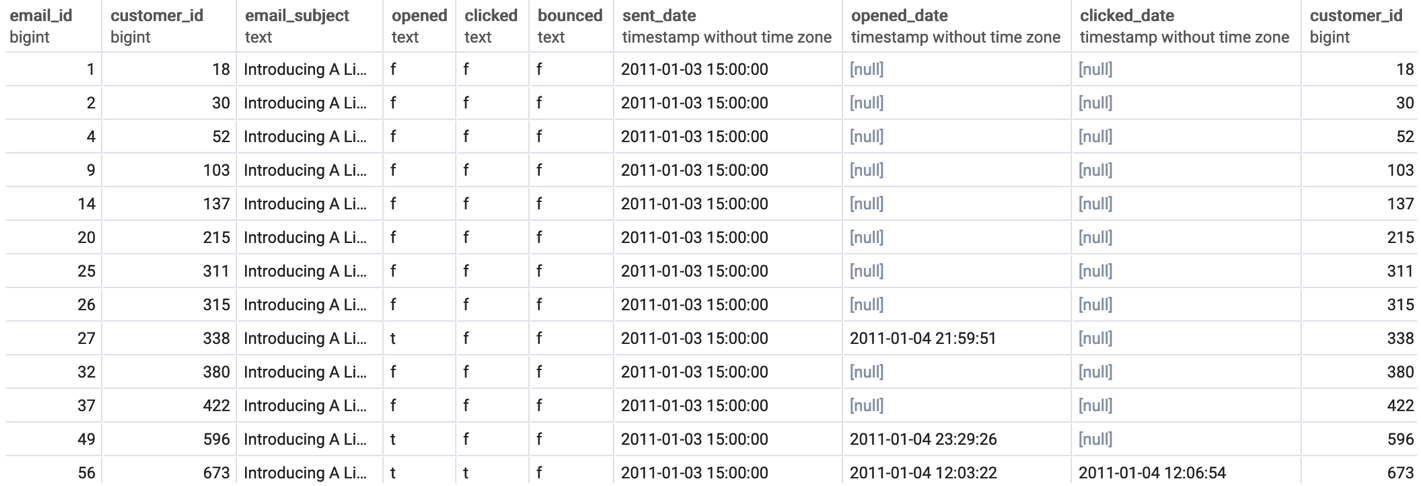 email_id customer_id email_subject opened clicked bounced sent_date opened_date clicked_date customer_id
bigint bigint text text text text timestamp without time zone timestamp without time zone timestamp without time zone bigint
1 18 Introducing A Li... f f f 2011-01-03 15:00:00 [null] [null] 18
2 30 Introducing A Li... f f f 2011-01-03 15:00:00 [null] [null] 30
4 52 Introducing A Li... f f f 2011-01-03 15:00:00 [null] [null] 52
9 103 Introducing A Li... f f f 2011-01-03 15:00:00 [null] [null] 103
14 137 Introducing A Li... f f f 2011-01-03 15:00:00 [null] [null] 137
20 215 Introducing A Li... f f f 2011-01-03 15:00:00 [null] [null] 215
25 311 Introducing A Li... f f f 2011-01-03 15:00:00 [null] [null] 311
26 315 Introducing A Li... f f f 2011-01-03 15:00:00 [null] [null] 315
27 338 Introducing A Li... t f f 2011-01-03 15:00:00 2011-01-04 21:59:51 [null] 338
32 380 Introducing A Li... f f f 2011-01-03 15:00:00 [null] [null] 380
37 422 Introducing A Li... f f f 2011-01-03 15:00:00 [null] [null] 422
49 596 Introducing A Li... t f f 2011-01-03 15:00:00 2011-01-04 23:29:26 [null] 596
56 673 Introducing A Li... t t f 2011-01-03 15:00:00 2011-01-04 12:03:22 2011-01-04 12:06:54 673